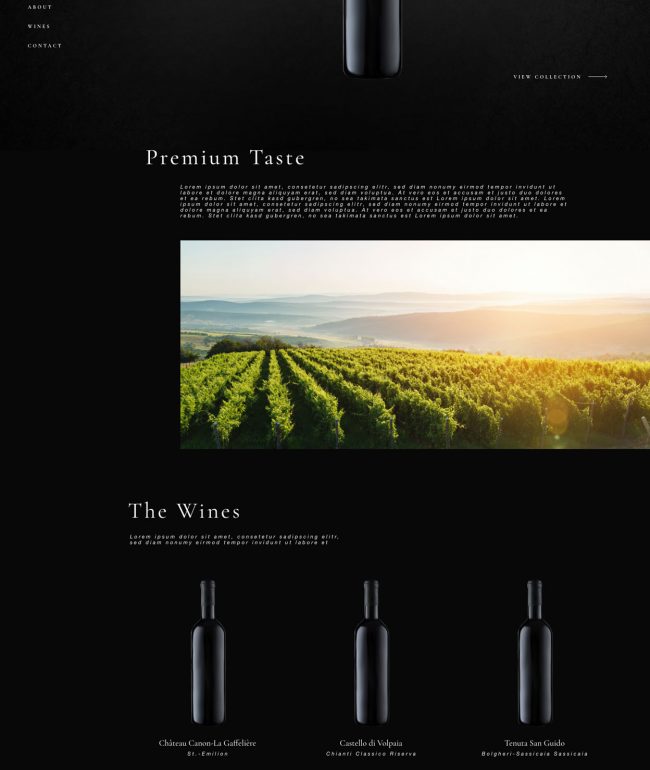 ABOUT
WINES
CONTACT
VIEW COLLECTION
Premium Taste
Lorem ipsum dolor sit amet, consetetur sadipscing elitr, sed diam nonumy eirmod tempor invidunt ut
labore et dolore magna aliquyam erat, sed diam voluptua. At vero eos et accusam et justo duo dolores et
ea rebum. Stet clita kasd gubergren, no sea takimata sanctus est Lorem ipsum dolor sit amet. Lorem
ipsum dolor sit amet, consetetur sadipscing elitr, sed diam nonumy eirmod tempor invidunt ut labore et
dolore magna aliquyam erat, sed diam voluptua. At vero eos et accusam et justo duo dolores et ea
rebum. Stet clita kasd gubergren, no sea takimata sanctus est Lorem ipsum dolor sit amet.
The Wines
Lorem ipsum dolor sit amet, consetetur sadipscing elitr,
sed diam nonumy eirmod tempor invidunt ut labore et
Château Canon-La Gaffelière
St.-Emilion
Castello di Volpaia
Chianti Classico Riserva
Tenuta San Guido
Bolgheri-Sassicaia Sassicaia